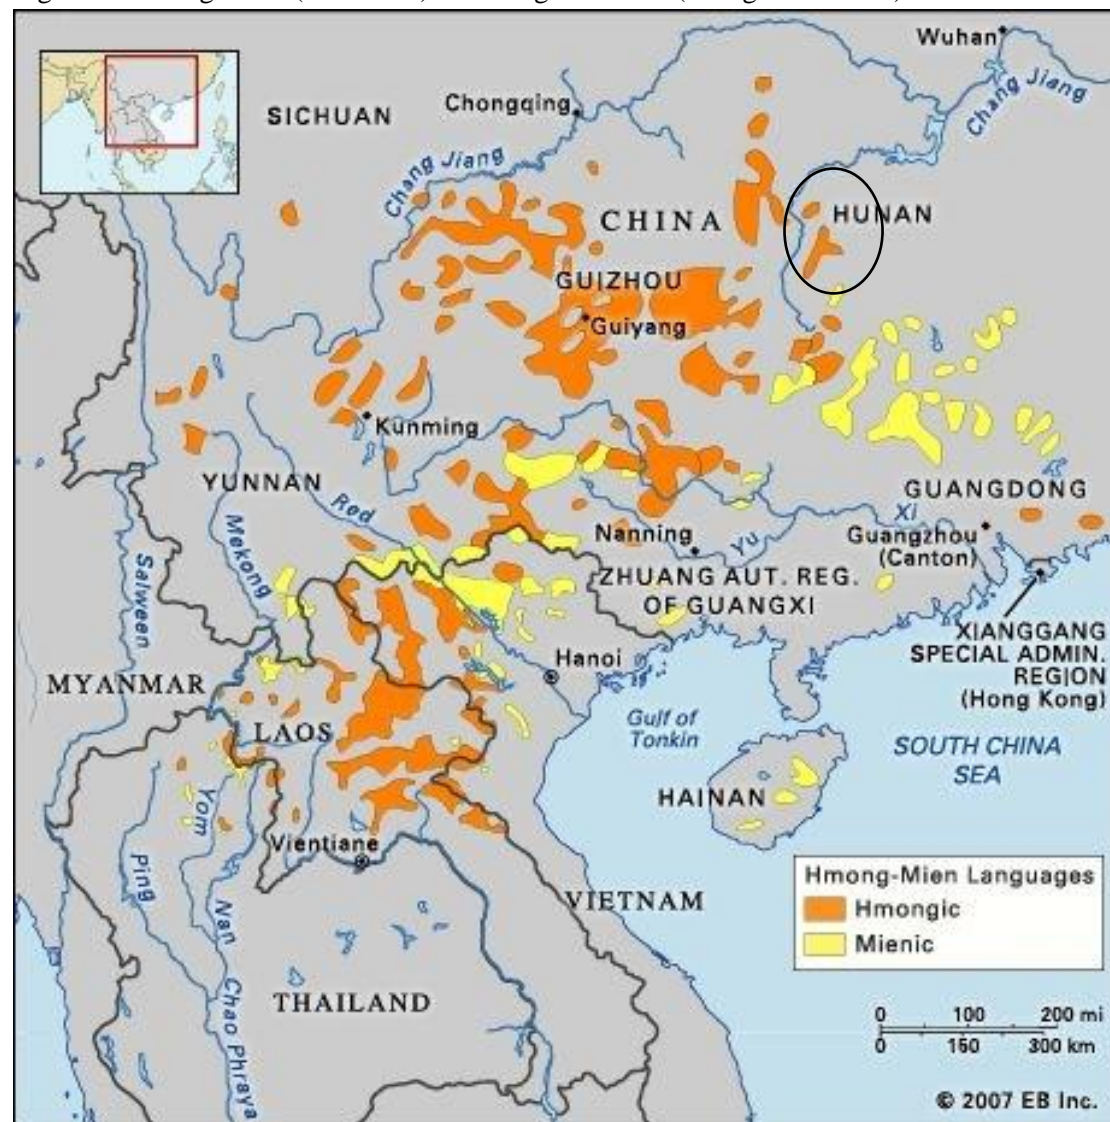 Wuhan
Chang Jiang
Chongqing
SICHUAN
Chang Jiang
CHINA
HUNAN
GUIZHOU
Guiyang
Kunming
YUNNAN
Red
Mekong
Salween
GUANGDONG
Xi
Nanning
Yu
Guangzhou
(Canton)
ZHUANG AUT. REG.
OF GUANGXI
XIANGGANG
SPECIAL ADMIN.
REGION
(Hong Kong)
Hanoi
MYANMAR
LAOS
Gulf of
Tonkin
SOUTH CHINA
SEA
HAINAN
Yom
Ping
Nan
Vientiane
VIETNAM
Chao Phraya
THAILAND
Hmong-Mien Languages
Hmongic
Mienic
0 100 200 mi
0 150 300 km
© 2007 EB Inc.